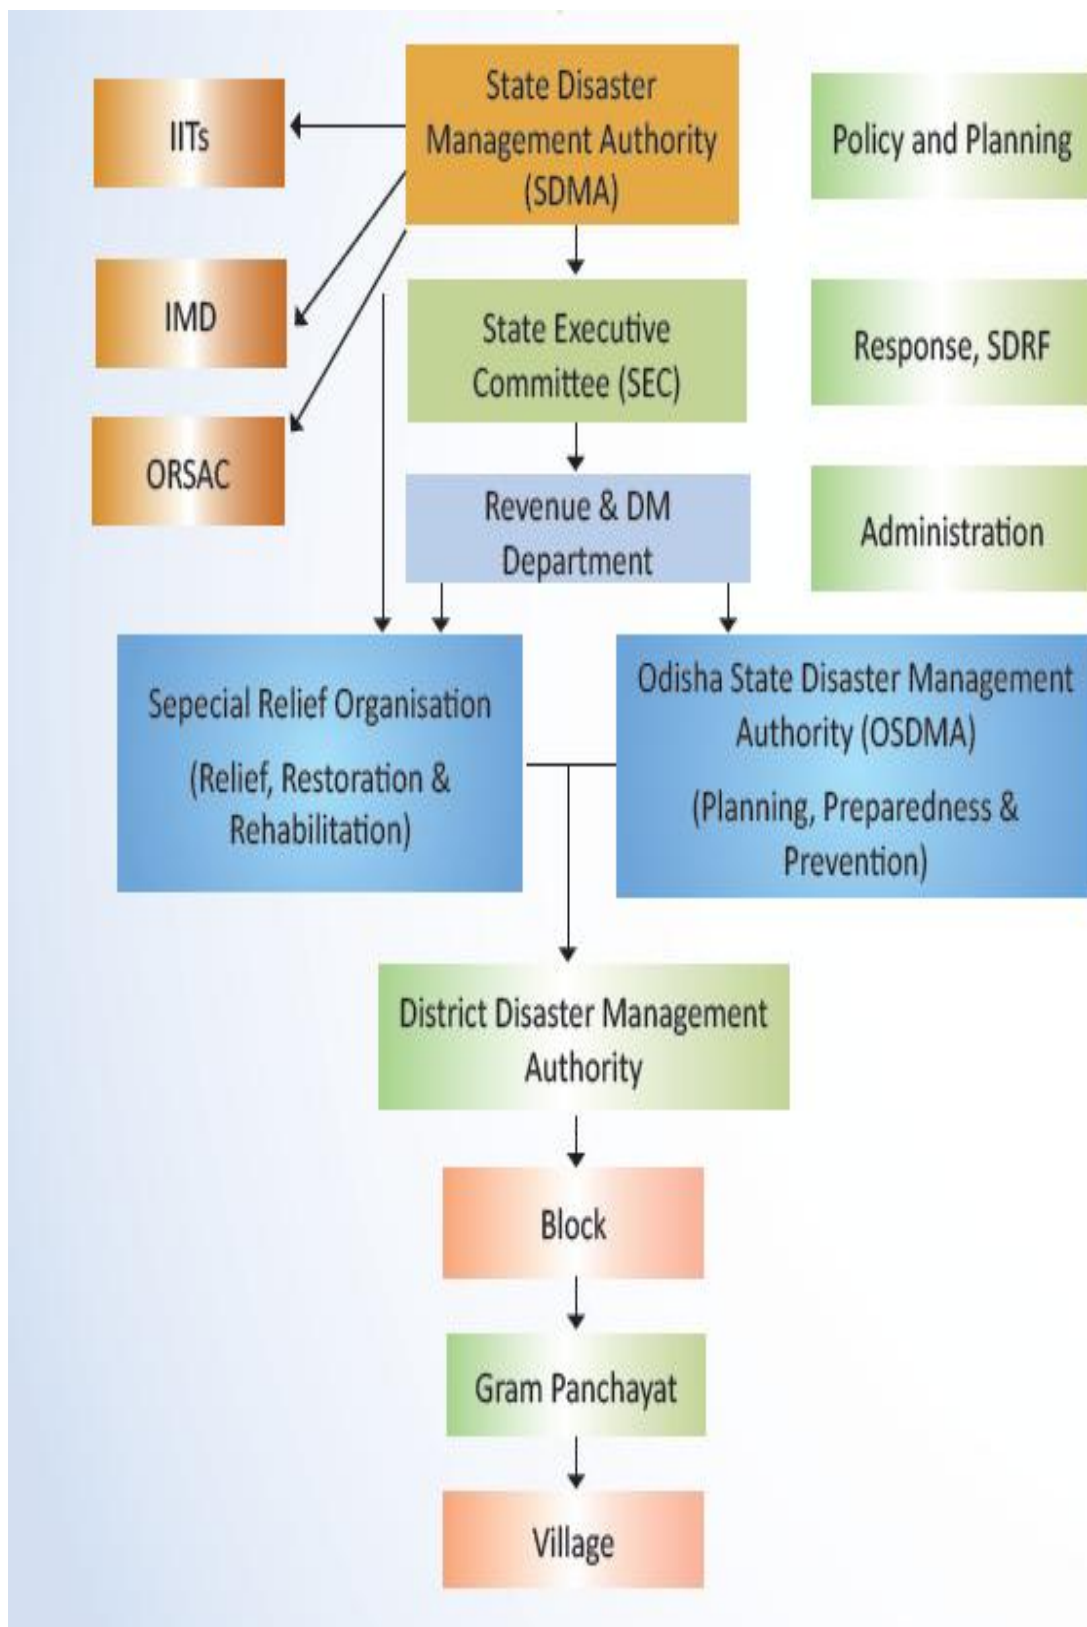 State Disaster
Management Authority
(SDMA)
IITs
Policy and Planning
IMD
State Executive
Committee (SEC)
Response, SDRF
ORSAC
Revenue & DM
Department
Administration
Sepecial Relief Organisation
(Relief, Restoration &
Rehabilitation)
Odisha State Disaster Management
Authority (OSDMA)
(Planning, Preparedness &
Prevention)
District Disaster Management
Authority
Block
Gram Panchayat
Village